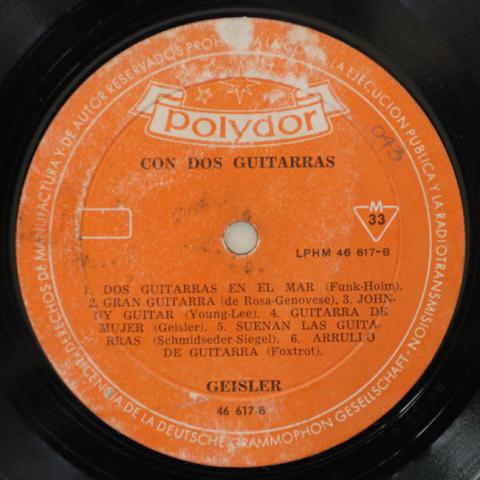 DERECHOS DE MANUFACTURA Y DE AUTOR RESERVADOS PROHI A LA EJECUCION PUBLICA Y LA RADIOTRANSMISION
LICENCIA DE LA DEUTSCHE GRAMMOPHON GESELLSCHAFT
polydor
CON DOS GUITARRAS
043
M
33
LPHM 46 617-B
1. DOS GUITARRAS EN EL MAR (Funk-Holm).
2. GRAN GUITARRA (de Rosa-Genovese), 3. JOHN-
NY GUITAR (Young-Lee). 4. GUITARRA DE
MUJER (Geisler). 5. SUENAN LAS GUITA-
RRAS (Schmidseder-Siegel). 6. ARRULLO
DE GUITARRA (Foxtrot).
GEISLER
46 617-B